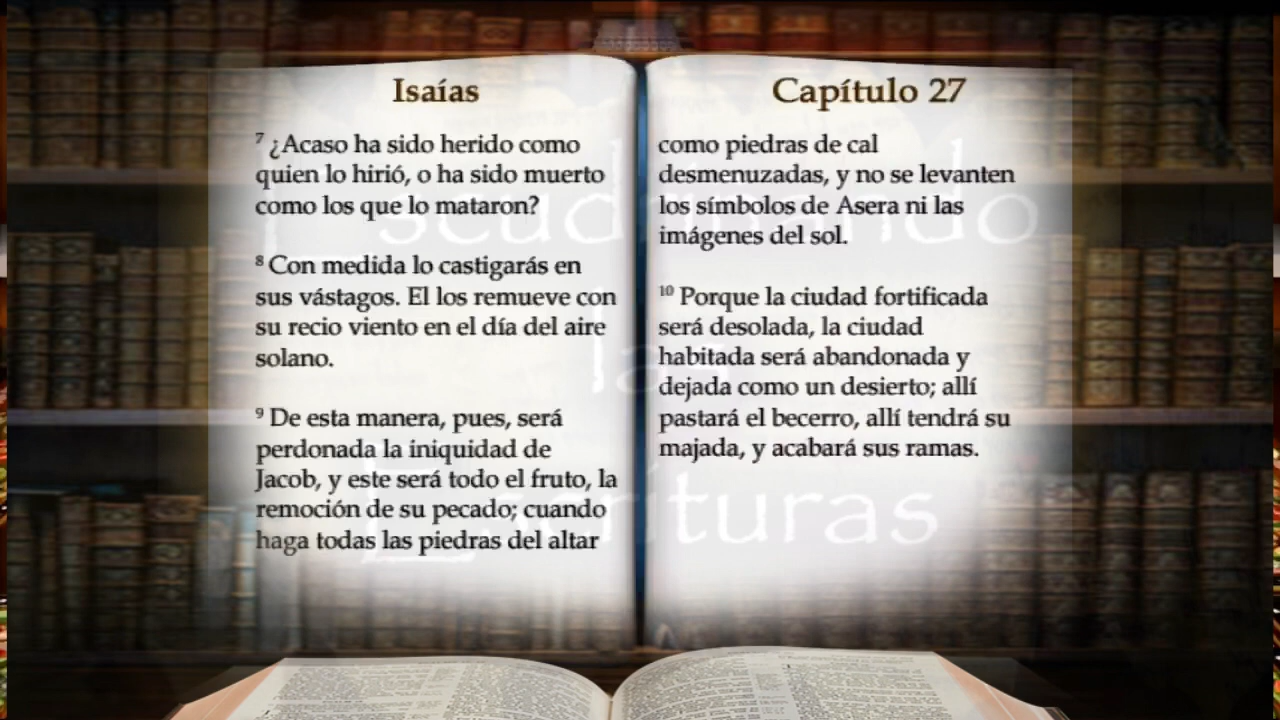 Isaías
7 ¿Acaso ha sido herido como
quien lo hirió, o ha sido muerto
como los que lo mataron?
8 Con medida lo castigarás en
sus vástagos. El los remueve con
su recio viento en el día del aire
solano.
9 De esta manera, pues, será
perdonada la iniquidad de
Jacob, y este será todo el fruto, la
remoción de su pecado; cuando
haga todas las piedras del altar
Capítulo 27
como piedras de cal
desmenuzadas, y no se levanten
los símbolos de Asera ni las
imágenes del sol.
10 Porque la ciudad fortificada
será desolada, la ciudad
habitada será abandonada y
dejada como un desierto; allí
pastará el becerro, allí tendrá su
majada, y acabará sus ramas.
Escudriñando
las
Escrituras